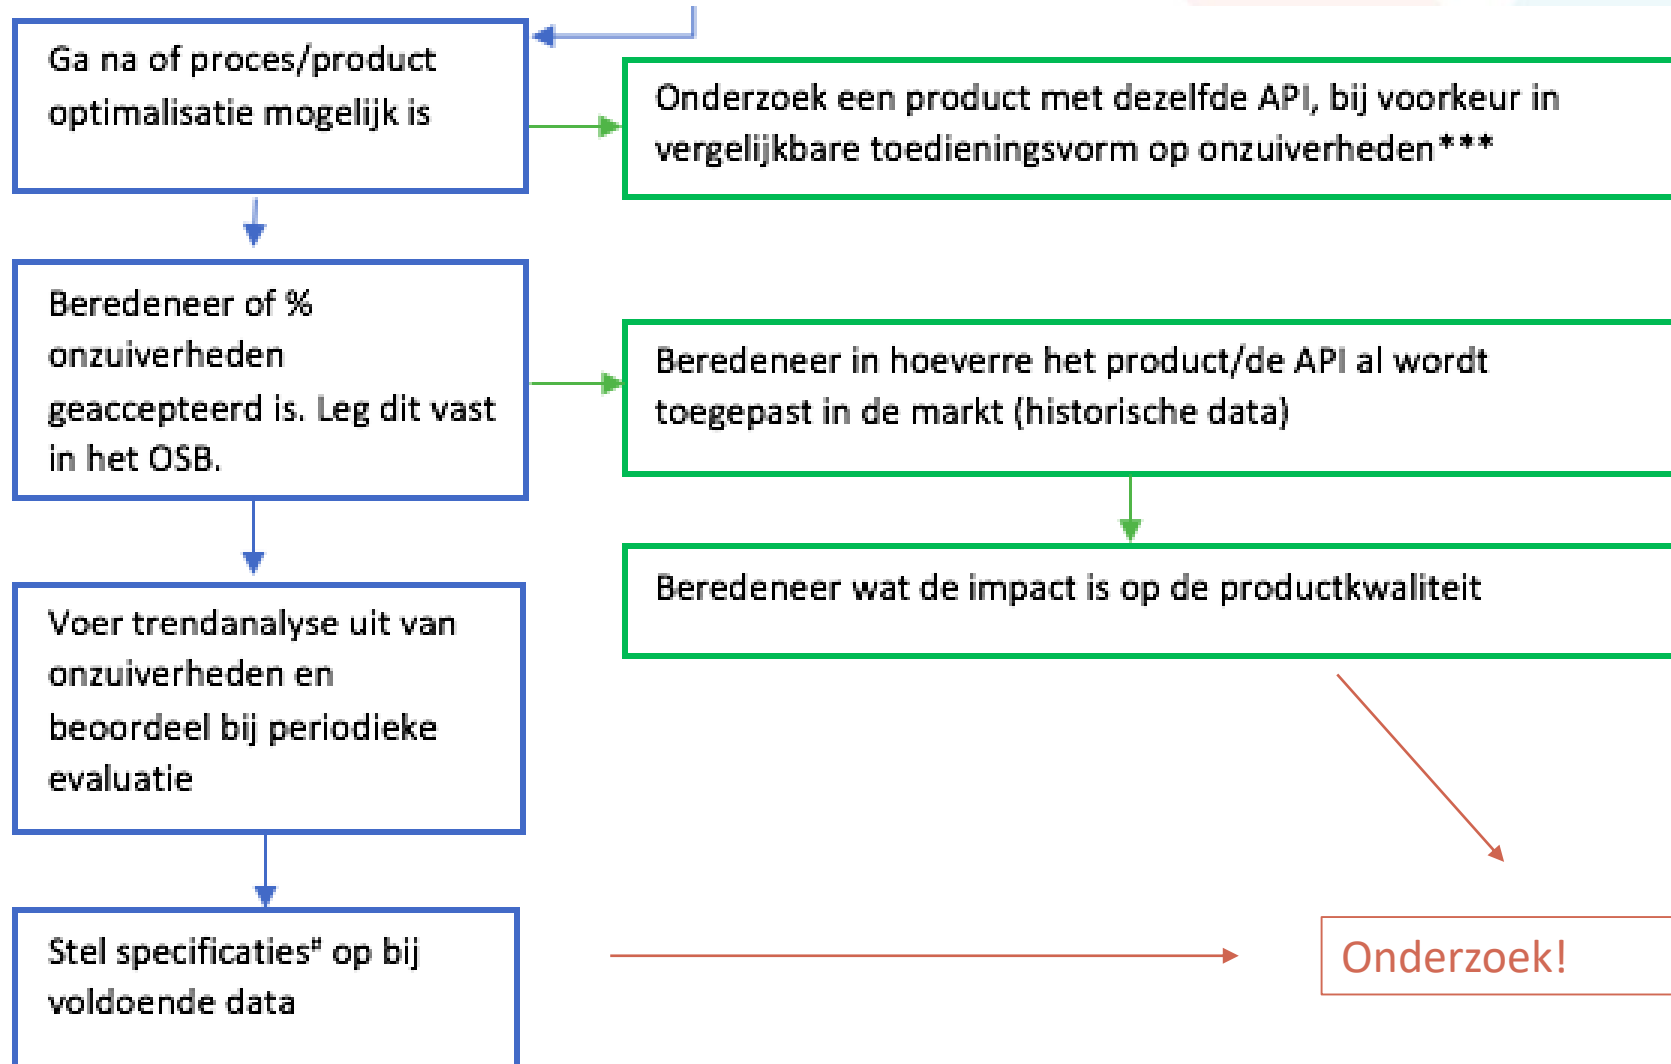 Ga na of proces/product
optimalisatie mogelijk is
Onderzoek een product met dezelfde API, bij voorkeur in
vergelijkbare toedieningsvorm op onzuiverheden***
Beredeneer of %
onzuiverheden
geaccepteerd is. Leg dit vast
in het OSB.
Beredeneer in hoeverre het product/de API al wordt
toegepast in de markt (historische data)
Beredeneer wat de impact is op de productkwaliteit
Voer trendanalyse uit van
onzuiverheden en
beoordeel bij periodieke
evaluatie
Stel specificaties# op bij
voldoende data
Onderzoek!